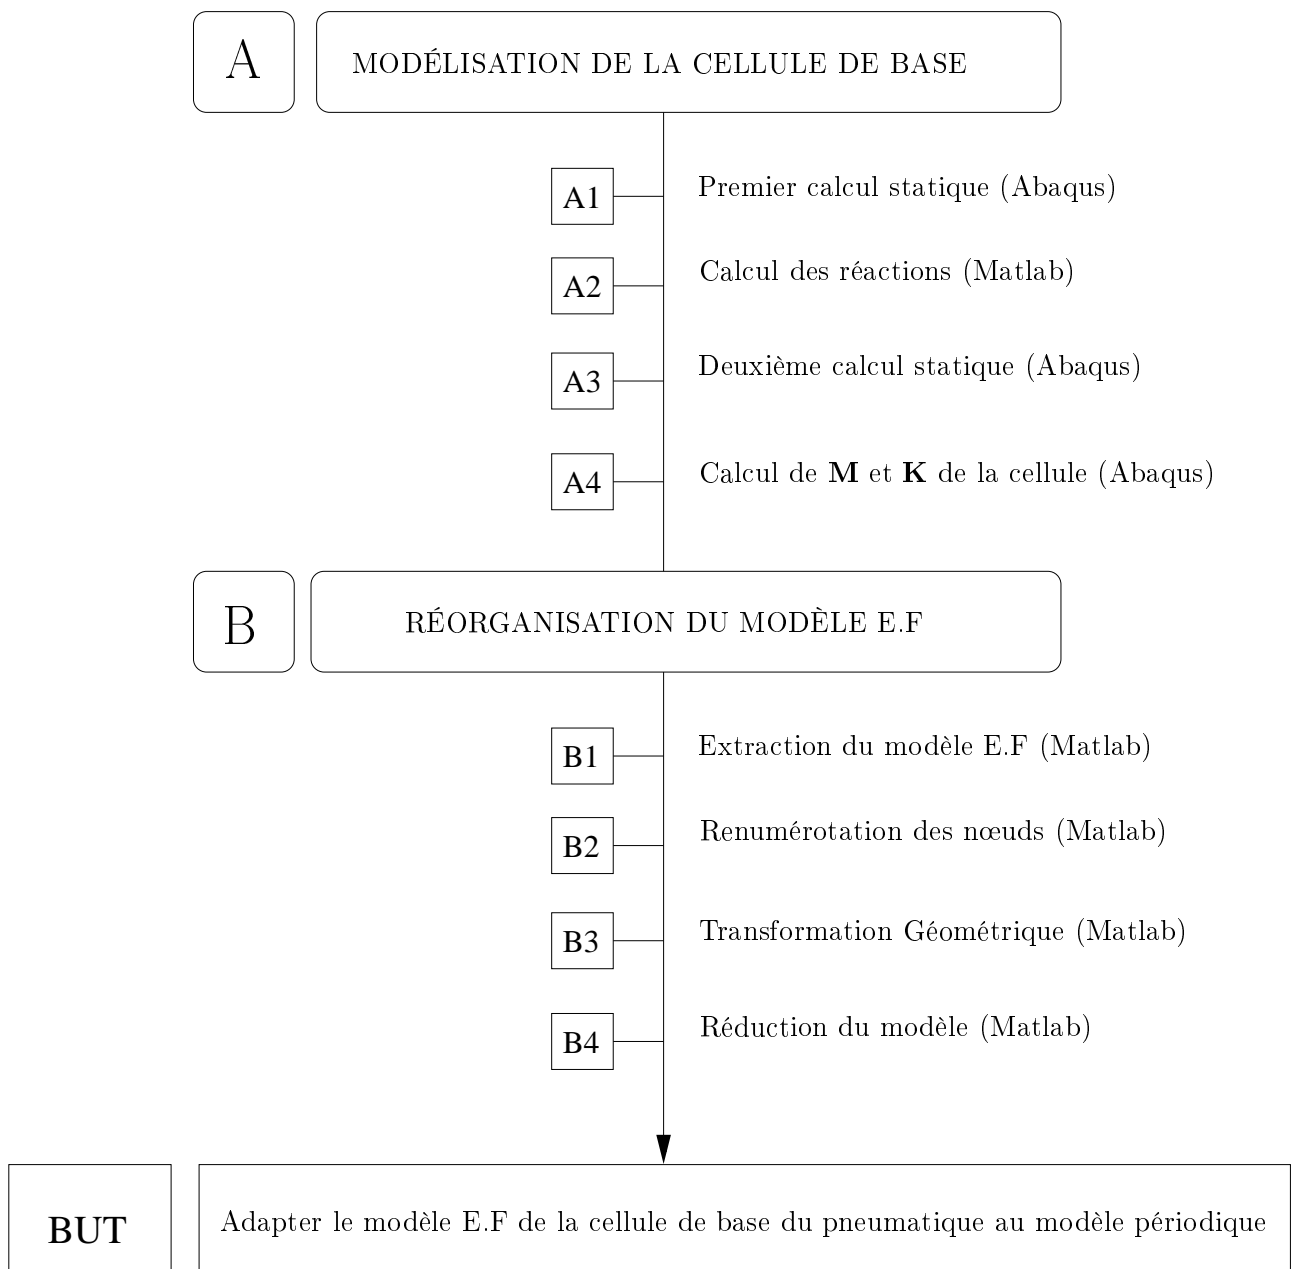 A MODÉLISATION DE LA CELLULE DE BASE
A1 Premier calcul statique (Abaqus)
A2 Calcul des réactions (Matlab)
A3 Deuxième calcul statique (Abaqus)
A4 Calcul de M et K de la cellule (Abaqus)
B RÉORGANISATION DU MODÈLE E.F
B1 Extraction du modèle E.F (Matlab)
B2 Renumérotation des nœuds (Matlab)
B3 Transformation Géométrique (Matlab)
B4 Réduction du modèle (Matlab)
BUT Adapter le modèle E.F de la cellule de base du pneumatique au modèle périodique